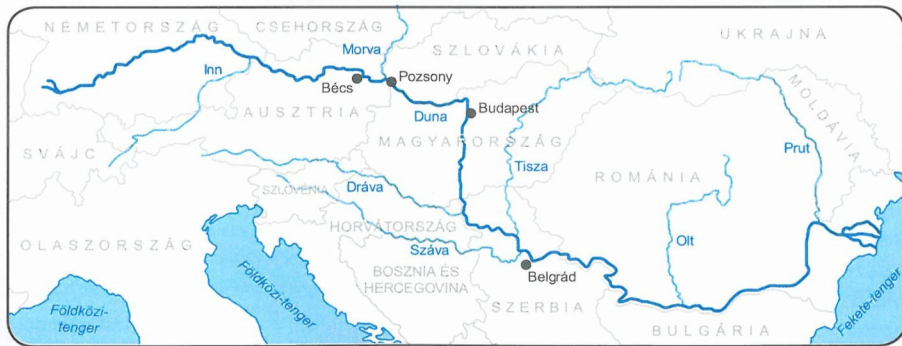 NÉMETORSZÁG
CSEHORSZÁG
UKRAJNA
Morva
SZLOVÁKIA
Inn
Bécs
Pozsony
MOLDÁVIA
AUSZTRIA
Duna
Budapest
MAGYARORSZÁG
Prut
SVÁJC
Tisza
ROMÁNIA
Dráva
SZLOVÉNIA
HORVÁTORSZÁG
OLASZORSZÁG
Száva
Olt
Földközi-tenger
BOSZNIA ÉS
HERCEGOVINA
Belgrád
Fekete-tenger
Földközi-
tenger
SZERBIA
BULGÁRIA